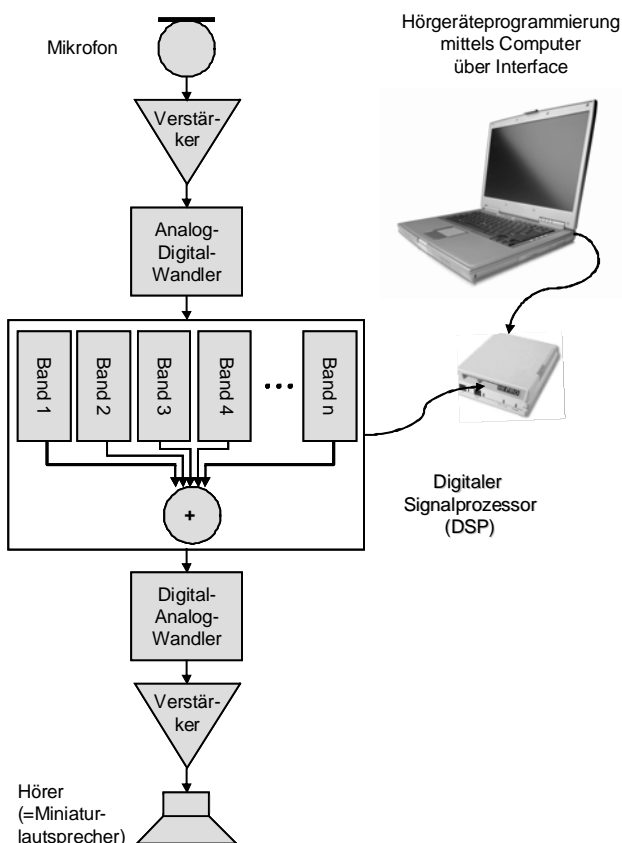 Mikrofon
Hörgeräteprogrammierung
mittels Computer
über Interface
Verstär-
ker
Analog-
Digital-
Wandler
Band 1
Band 2
Band 3
Band 4
Band n
+
Digitaler
Signalprozessor
(DSP)
Digital-
Analog-
Wandler
Verstär-
ker
Hörer
(=Miniatur-
lautsprecher)